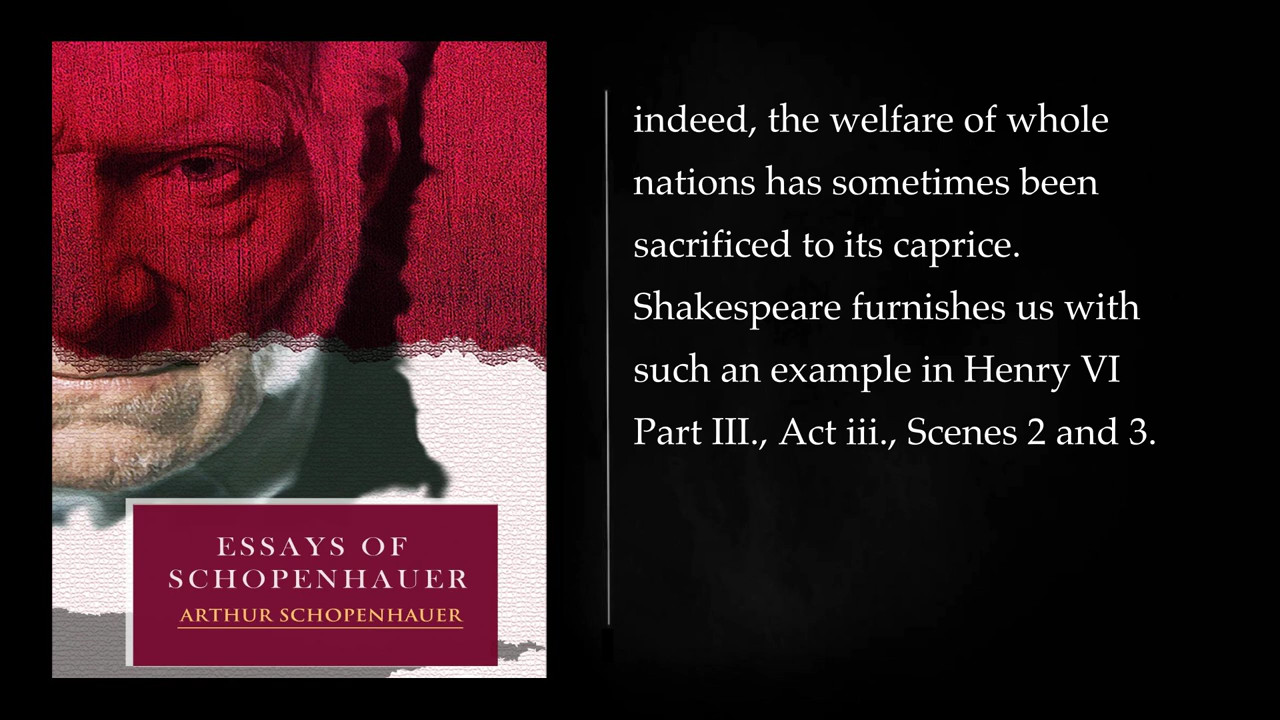 ESSAYS OF
SCHOPENHAUER
ARTHUR SCHOPENHAUER
indeed, the welfare of whole
nations has sometimes been
sacrificed to its caprice.
Shakespeare furnishes us with
such an example in Henry VI
Part III., Act iii., Scenes 2 and 3.